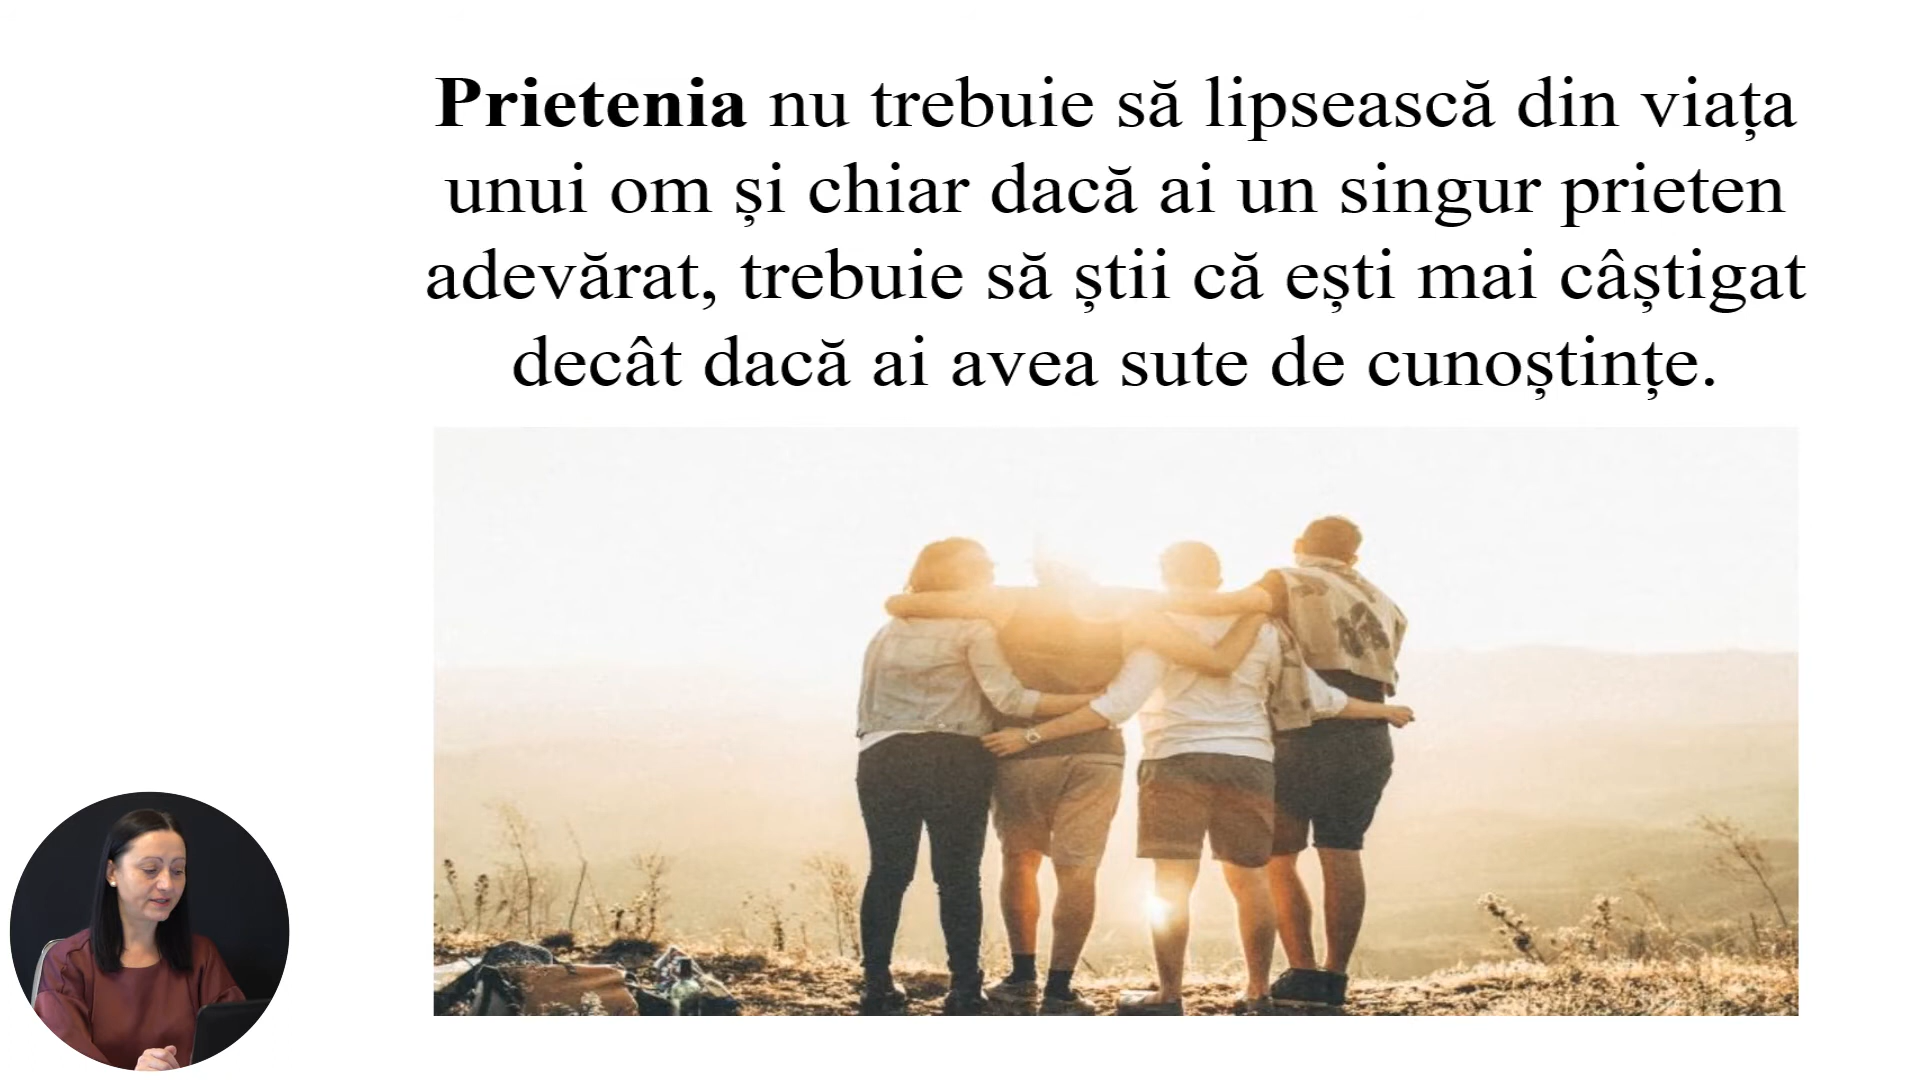 Prietenia nu trebuie să lipsească din viața
unui om și chiar dacă ai un singur prieten
adevărat, trebuie să știi că ești mai câștigat
decât dacă ai avea sute de cunoștințe.